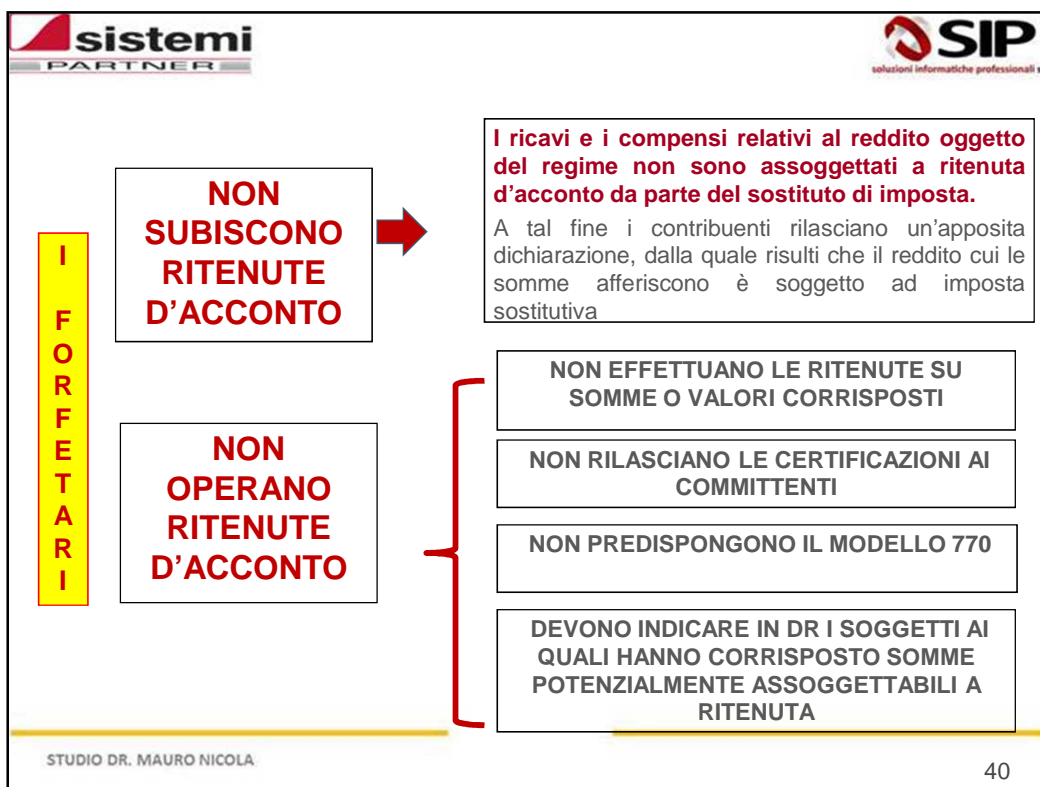 sistemi
PARTNER
SIP
soluzioni informatiche professionali s
I FORFETARI
NON
SUBISCONO
RITENUTE
D’ACCONTO
I ricavi e i compensi relativi al reddito oggetto
del regime non sono assoggettati a ritenuta
d’acconto da parte del sostituto di imposta.
A tal fine i contribuenti rilasciano un’apposita
dichiarazione, dalla quale risulti che il reddito cui le
somme afferiscono è soggetto ad imposta
sostitutiva
NON
OPERANO
RITENUTE
D’ACCONTO
NON EFFETTUANO LE RITENUTE SU
SOMME O VALORI CORRISPOSTI
NON RILASCIANO LE CERTIFICAZIONI AI
COMMITTENTI
NON PREDISPONGONO IL MODELLO 770
DEVONO INDICARE IN DR I SOGGETTI AI
QUALI HANNO CORRISPOSTO SOMME
POTENZIALMENTE ASSOGGETTABILI A
RITENUTA
STUDIO DR. MAURO NICOLA
40